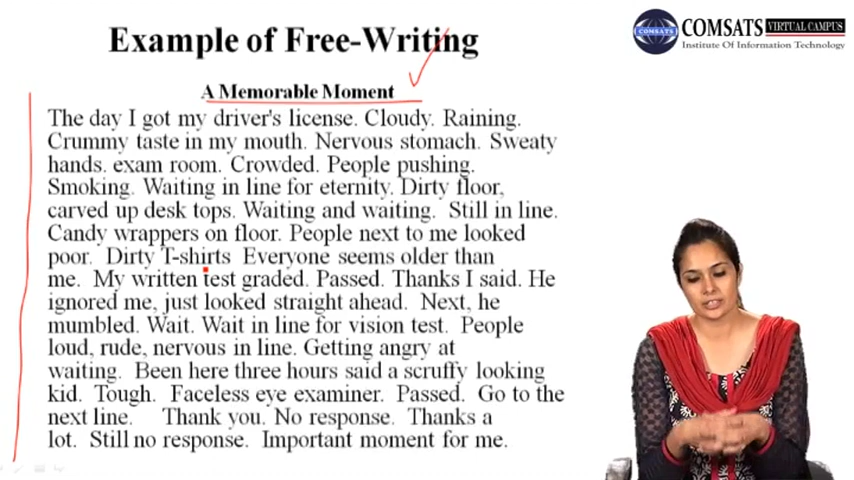 Example of Free-Writing
COMSATS VIRTUAL CAMPUS
Institute Of Information Technology
COMSATS
A Memorable Moment
The day I got my driver's license. Cloudy. Raining.
Crummy taste in my mouth. Nervous stomach. Sweaty
hands. exam room. Crowded. People pushing.
Smoking. Waiting in line for eternity. Dirty floor,
carved up desk tops. Waiting and waiting. Still in line.
Candy wrappers on floor. People next to me looked
poor. Dirty T-shirts Everyone seems older than
me. My written test graded. Passed. Thanks I said. He
ignored me, just looked straight ahead. Next, he
mumbled. Wait. Wait in line for vision test. People
loud, rude, nervous in line. Getting angry at
waiting. Been here three hours said a scruffy looking
kid. Tough. Faceless eye examiner. Passed. Go to the
next line. Thank you. No response. Thanks a
lot. Still no response. Important moment for me.